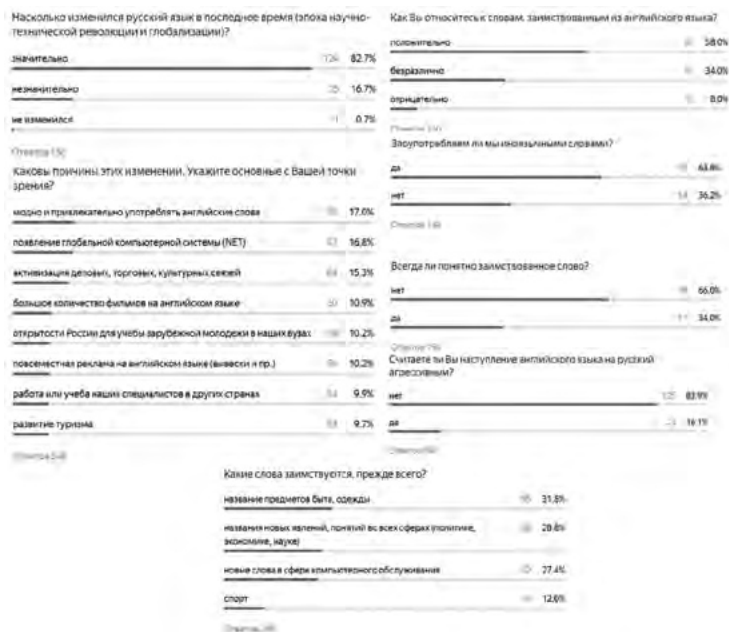 Насколько изменился русский язык в последнее время (эпоха научно-
технической революции и глобализации)?
значительно 82.7%
незначительно 16.7%
не изменился 0.7%
Каковы причины этих изменений. Укажите основные с Вашей точки
зрения?
модно и привлекательно употреблять английские слова 17.0%
появление глобальной компьютерной системы (NET) 16.8%
активизация деловых, торговых, культурных связей 15.3%
большое количество фильмов на английском языке 10.9%
открытости России для учебы зарубежной молодежи в наших вузах 10.2%
повсеместная реклама на английском языке (вывески и пр.) 10.2%
работа или учеба наших специалистов в других странах 9.9%
развитие туризма 9.7%
Как Вы относитесь к словам, заимствованным из английского языка?
положительно 58.0%
безразлично 34.0%
отрицательно 8.0%
Злоупотребляем ли мы иноязычными словами?
да 63.8%
нет 36.2%
Всегда ли понятно заимствованное слово?
нет 66.0%
да 34.0%
Считаете ли Вы наступление английского языка на русский
агрессивным?
нет 83.9%
да 16.1%
Какие слова заимствуются, прежде всего?
название предметов быта, одежды 31.8%
названия новых явлений, понятий во всех сферах (политике,
экономике, науке) 28.8%
новые слова в сфере компьютерного обслуживания 27.4%
спорт 12.0%